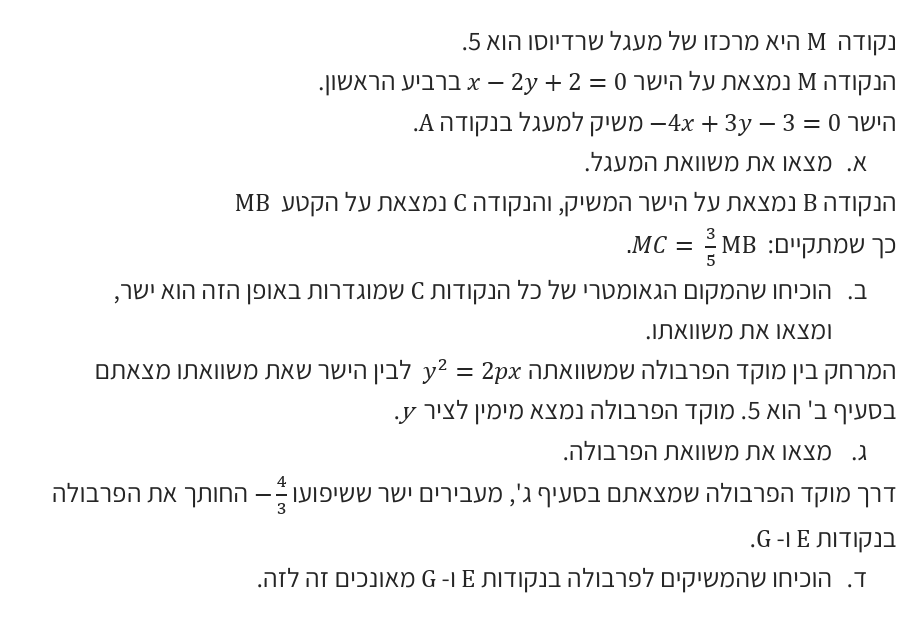 נקודה M היא מרכזו של מעגל שרדיוסו הוא 5.
הנקודה M נמצאת על הישר x − 2y + 2 = 0 ברביע הראשון.
הישר −4x + 3y − 3 = 0 משיק למעגל בנקודה A.
א. מצאו את משוואת המעגל.
הנקודה B נמצאת על הישר המשיק, והנקודה C נמצאת על הקטע MB
כך שמתקיים: MC = 3/5 MB.
ב. הוכיחו שהמקום הגאומטרי של כל הנקודות C שמוגדרות באופן הזה הוא ישר,
ומצאו את משוואתו.
המרחק בין מוקד הפרבולה שמשוואתה y² = 2px לבין הישר שאת משוואתו מצאתם
בסעיף ב' הוא 5. מוקד הפרבולה נמצא מימין לציר y.
ג. מצאו את משוואת הפרבולה.
דרך מוקד הפרבולה שמצאתם בסעיף ג', מעבירים ישר ששיפועו −4/3 החותך את הפרבולה
בנקודות E ו- G.
ד. הוכיחו שהמשיקים לפרבולה בנקודות E ו- G מאונכים זה לזה.